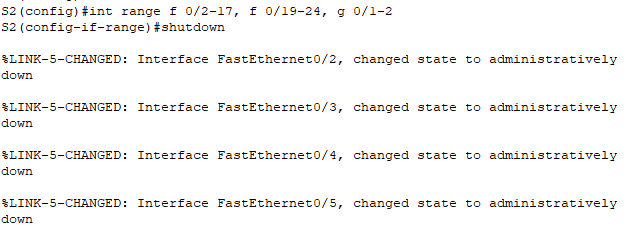 S2(config)#int range f 0/2-17, f 0/19-24, g 0/1-2
S2(config-if-range)#shutdown
%LINK-5-CHANGED: Interface FastEthernet0/2, changed state to administratively
down
%LINK-5-CHANGED: Interface FastEthernet0/3, changed state to administratively
down
%LINK-5-CHANGED: Interface FastEthernet0/4, changed state to administratively
down
%LINK-5-CHANGED: Interface FastEthernet0/5, changed state to administratively
down